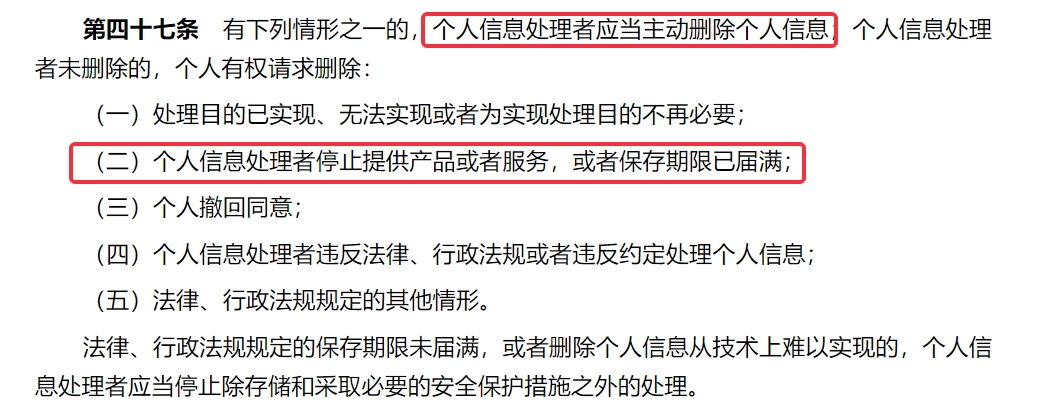 第四十七条 有下列情形之一的，个人信息处理者应当主动删除个人信息；个人信息处理
者未删除的，个人有权请求删除：
（一）处理目的已实现、无法实现或者为实现处理目的不再必要；
（二）个人信息处理者停止提供产品或者服务，或者保存期限已届满；
（三）个人撤回同意；
（四）个人信息处理者违反法律、行政法规或者违反约定处理个人信息；
（五）法律、行政法规规定的其他情形。
法律、行政法规规定的保存期限未届满，或者删除个人信息从技术上难以实现的，个人信
息处理者应当停止除存储和采取必要的安全保护措施之外的处理。